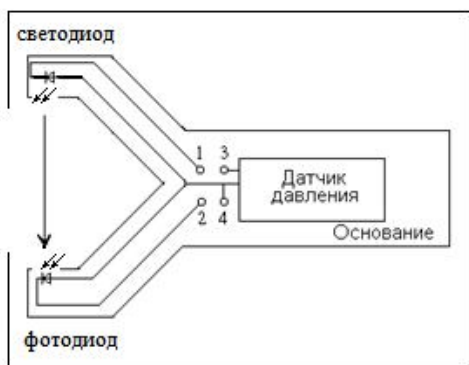 светодиод
1 3
Датчик
давления
2 4
Основание
фотодиод